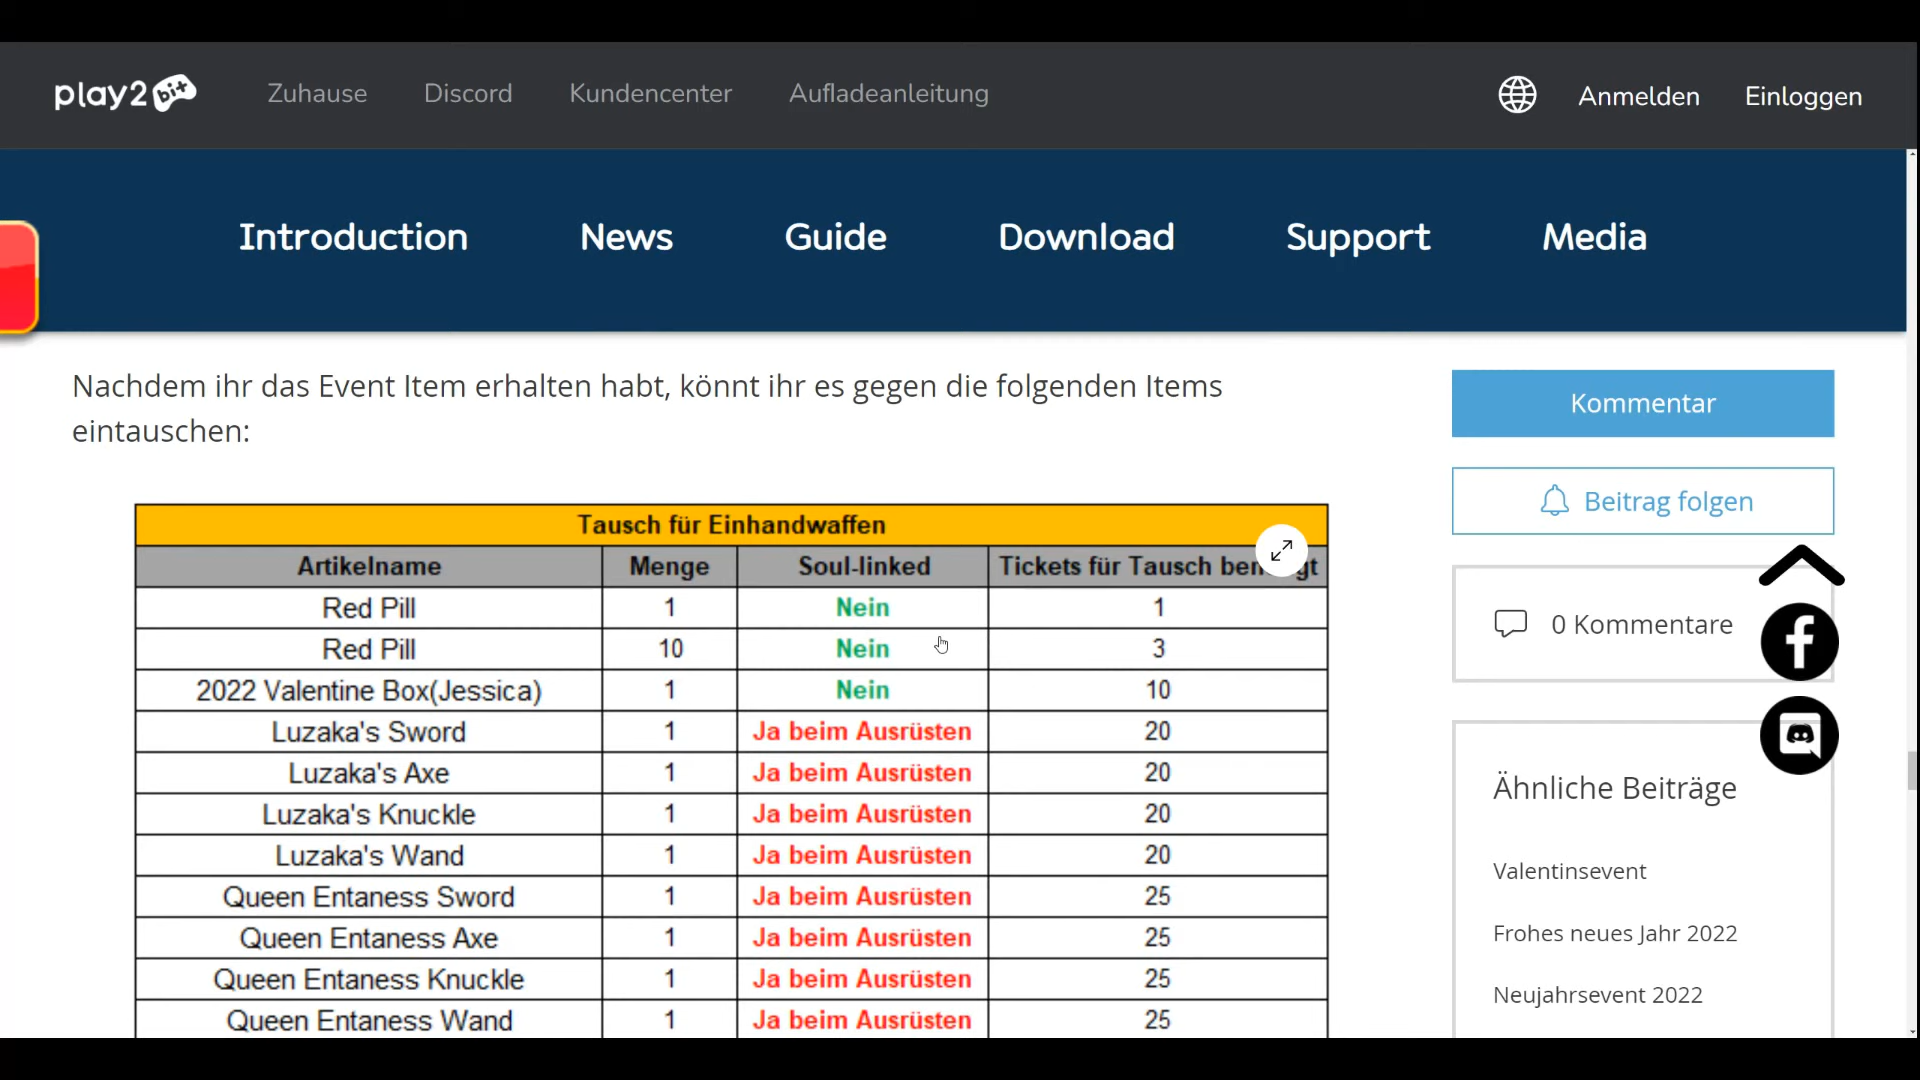 play2bit Zuhause Discord Kundencenter Aufladeanleitung Anmelden Einloggen
Introduction News Guide Download Support Media
Nachdem ihr das Event Item erhalten habt, könnt ihr es gegen die folgenden Items
eintauschen:
Tausch für Einhandwaffen
Artikelname Menge Soul-linked Tickets für Tausch
Red Pill 1 Nein 1
Red Pill 10 Nein 3
2022 Valentine Box(Jessica) 1 Nein 10
Luzaka's Sword 1 Ja beim Ausrüsten 20
Luzaka's Axe 1 Ja beim Ausrüsten 20
Luzaka's Knuckle 1 Ja beim Ausrüsten 20
Luzaka's Wand 1 Ja beim Ausrüsten 20
Queen Entaness Sword 1 Ja beim Ausrüsten 25
Queen Entaness Axe 1 Ja beim Ausrüsten 25
Queen Entaness Knuckle 1 Ja beim Ausrüsten 25
Queen Entaness Wand 1 Ja beim Ausrüsten 25
Kommentar
Beitrag folgen
0 Kommentare
Ähnliche Beiträge
Valentinsevent
Frohes neues Jahr 2022
Neujahrsevent 2022